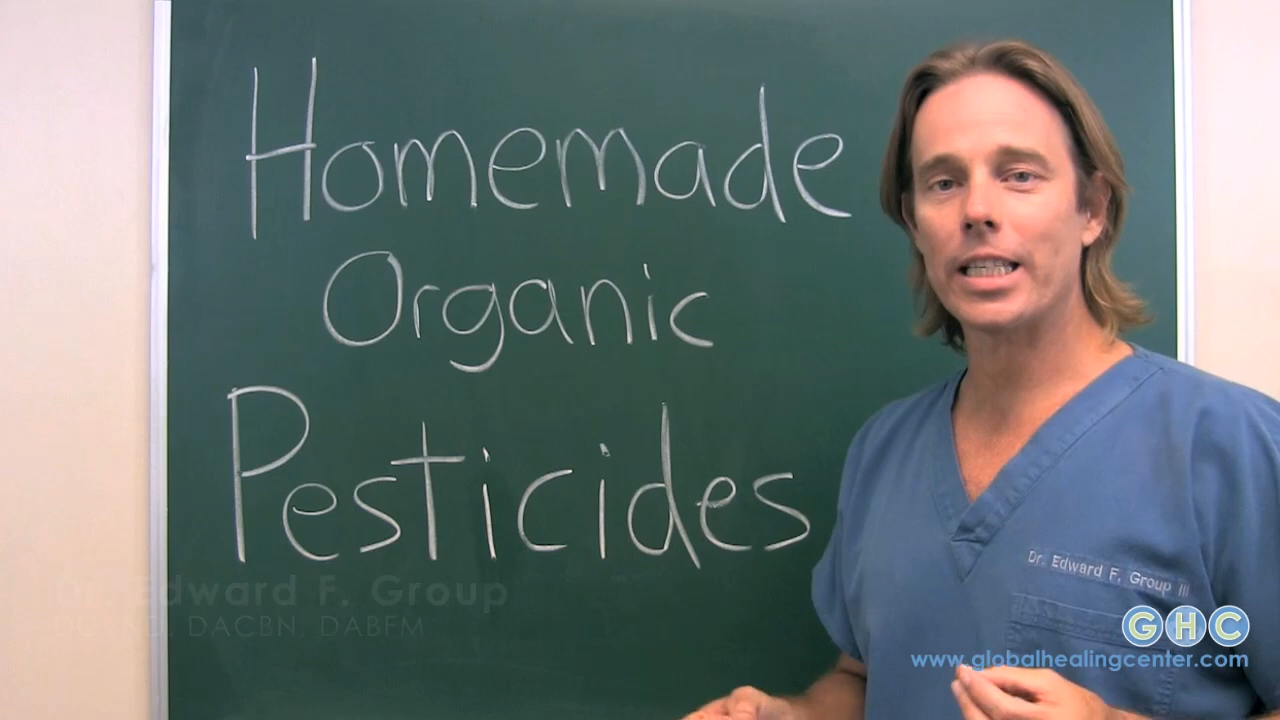 Homemade
Organic
Pesticides
Dr. Edward F. Group III
Dr. Edward F. Group
DACBN, DABFM
GHC
www.globalhealingcenter.com